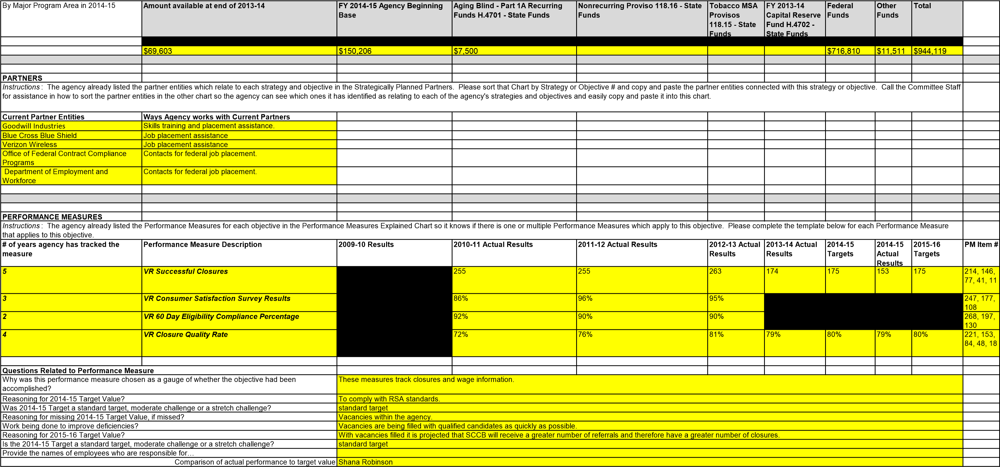 By Major Program Area in 2014-15
Amount available at end of 2013-14
FY 2014-15 Agency Beginning
Base
Aging Blind - Part 1A Recurring
Funds H.4701 - State Funds
Nonrecurring Proviso 118.16 - State
Funds
Tobacco MSA
Provisos
118.15 - State
Funds
FY 2013-14
Capital Reserve
Fund H.4702 -
State Funds
Federal
Funds
Other
Funds
Total
$69,603
$150,206
$7,500
$716,810
$11,511
$944,119
PARTNERS
Instructions: The agency already listed the partner entities which relate to each strategy and objective in the Strategically Planned Partners. Please sort that Chart by Strategy or Objective # and copy and paste the partner entities connected with this strategy or objective. Call the Committee Staff
for assistance in how to sort the partner entities in the other chart so the agency can see which ones it has identified as relating to each of the agency's strategies and objectives and easily copy and paste it into this chart.
Current Partner Entities
Ways Agency works with Current Partners
Goodwill Industries
Skills training and placement assistance.
Blue Cross Blue Shield
Job placement assistance
Verizon Wireless
Job placement assistance
Office of Federal Contract Compliance
Programs
Contacts for federal job placement.
Department of Employment and
Workforce
Contacts for federal job placement.
PERFORMANCE MEASURES
Instructions: The agency already listed the Performance Measures for each objective in the Performance Measures Explained Chart so it knows if there is one or multiple Performance Measures which apply to this objective. Please complete the template below for each Performance Measure
that applies to this objective.
# of years agency has tracked the
measure
Performance Measure Description
2009-10 Results
2010-11 Actual Results
2011-12 Actual Results
2012-13 Actual
Results
2013-14 Actual
Results
2014-15
Targets
2014-15
Actual
Results
2015-16
Targets
PM Item #
5
VR Successful Closures
255
255
263
174
175
153
175
214, 146,
77, 41, 11
3
VR Consumer Satisfaction Survey Results
86%
96%
95%
247, 177,
108
2
VR 60 Day Eligibility Compliance Percentage
92%
90%
90%
268, 197,
130
4
VR Closure Quality Rate
72%
76%
81%
79%
80%
79%
80%
221, 153,
84, 48, 18
Questions Related to Performance Measure
Why was this performance measure chosen as a gauge of whether the objective had been
accomplished?
These measures track closures and wage information.
Reasoning for 2014-15 Target Value?
To comply with RSA standards.
Was 2014-15 Target a standard target, moderate challenge or a stretch challenge?
standard target
Reasoning for missing 2014-15 Target Value, if missed?
Vacancies within the agency.
Work being done to improve deficiencies?
Vacancies are being filled with qualified candidates as quickly as possible.
Reasoning for 2015-16 Target Value?
With vacancies filled it is projected that SCCB will receive a greater number of referrals and therefore have a greater number of closures.
Is the 2014-15 Target a standard target, moderate challenge or a stretch challenge?
standard target
Provide the names of employees who are responsible for…
Comparison of actual performance to target value
Shana Robinson